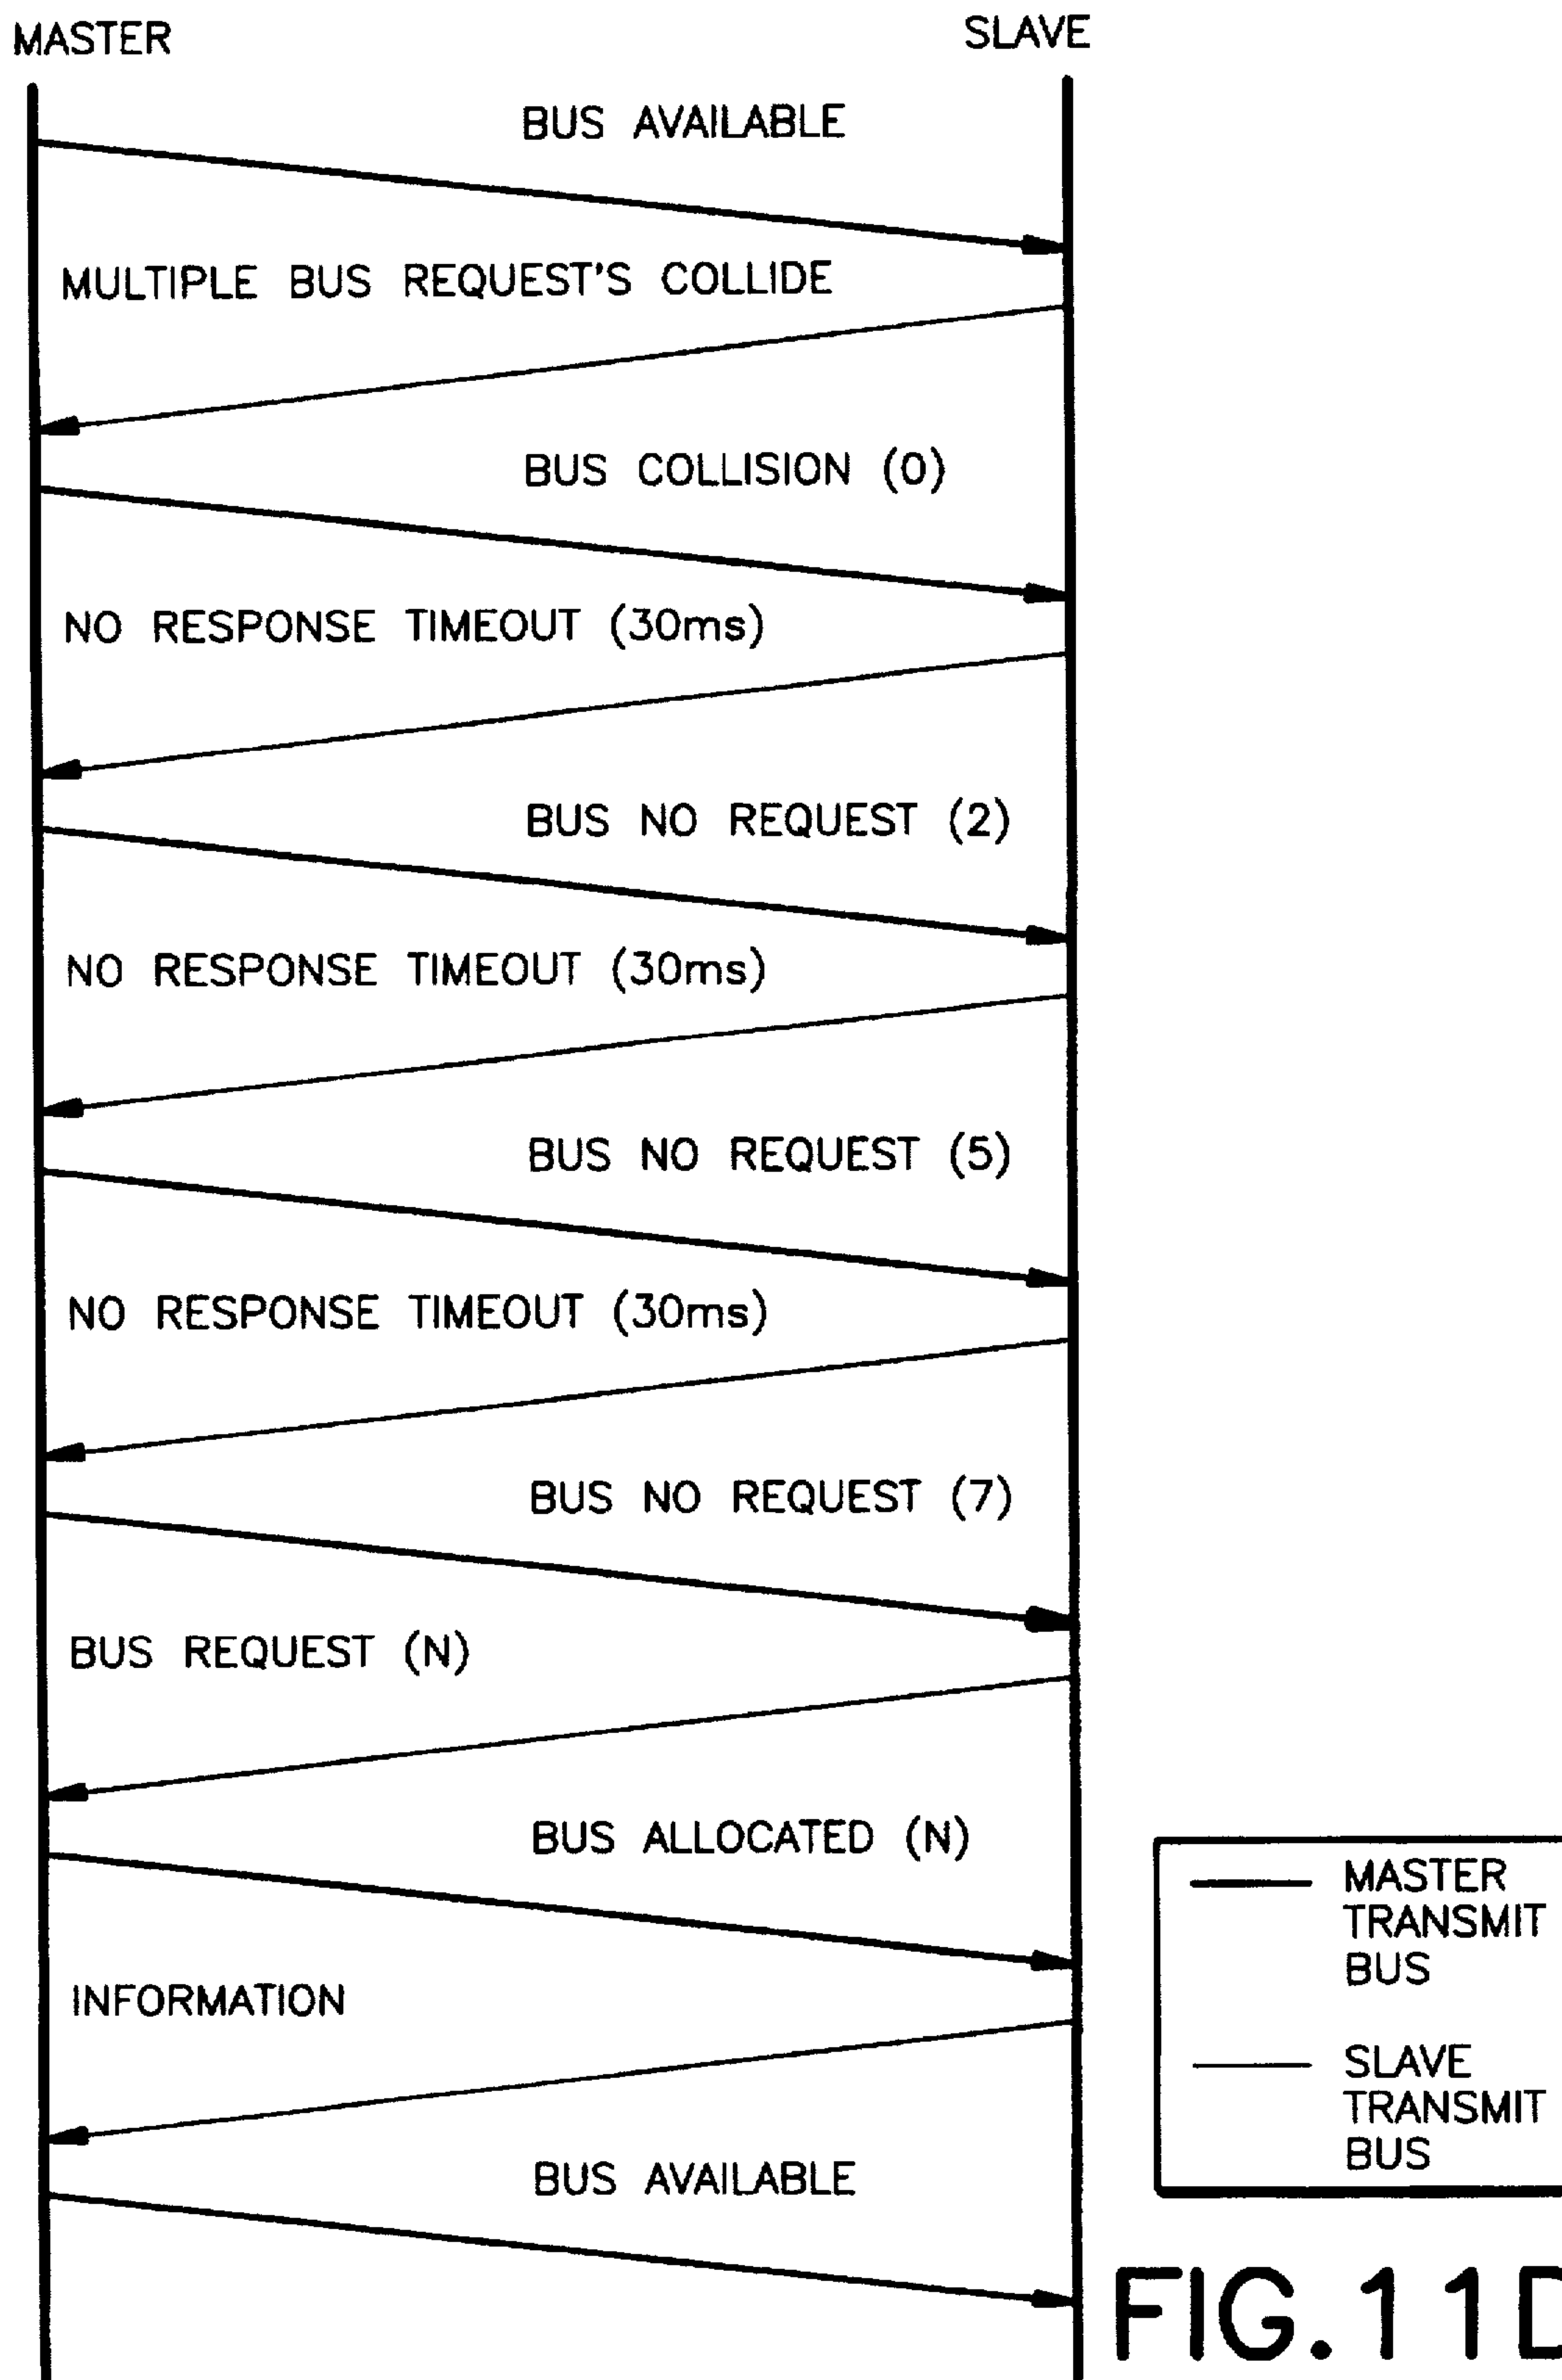 MASTER
SLAVE
BUS AVAILABLE
MULTIPLE BUS REQUEST'S COLLIDE
BUS COLLISION (0)
NO RESPONSE TIMEOUT (30ms)
BUS NO REQUEST (2)
NO RESPONSE TIMEOUT (30ms)
BUS NO REQUEST (5)
NO RESPONSE TIMEOUT (30ms)
BUS NO REQUEST (7)
BUS REQUEST (N)
BUS ALLOCATED (N)
INFORMATION
BUS AVAILABLE
MASTER
TRANSMIT
BUS
SLAVE
TRANSMIT
BUS
FIG.11D